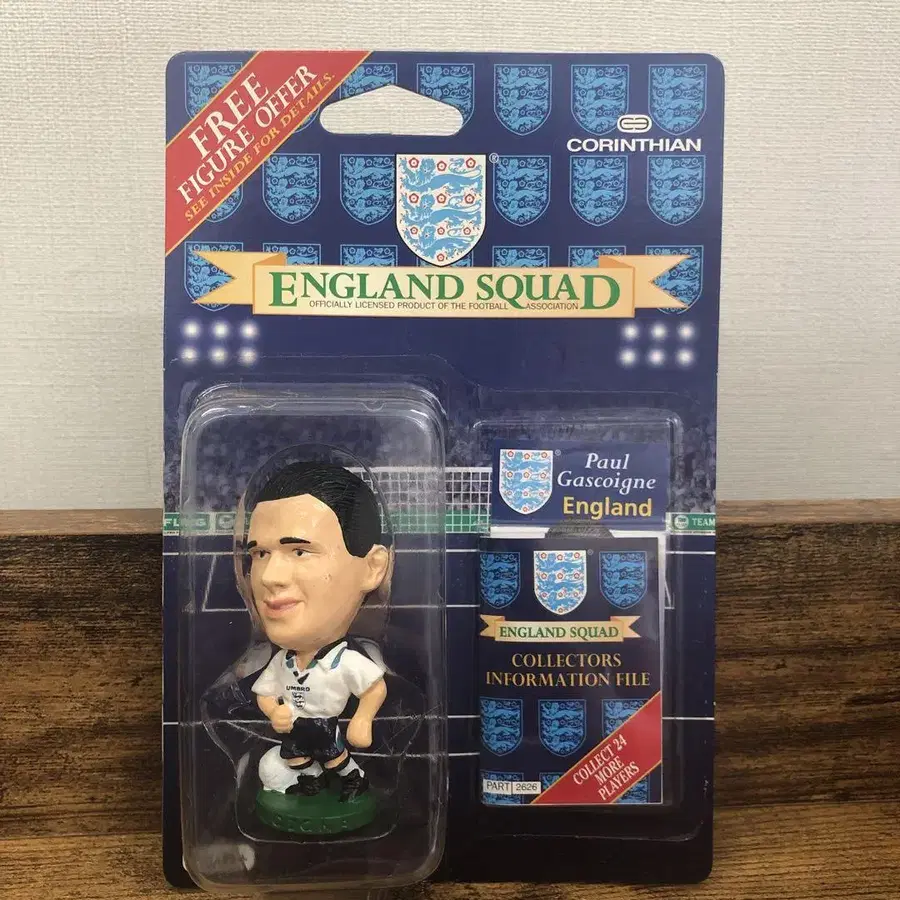 FREE
FIGURE OFFER
SEE INSIDE FOR DETAILS.
CORINTHIAN
®
ENGLAND SQUAD
OFFICIALLY LICENSED PRODUCT OF THE FOOTBALL ASSOCIATION
Paul
Gascoigne
England
TEAM
UMBRO
ENGLAND SQUAD
COLLECTORS
INFORMATION FILE
COLLECT 24
MORE
PLAYERS
PART 2626